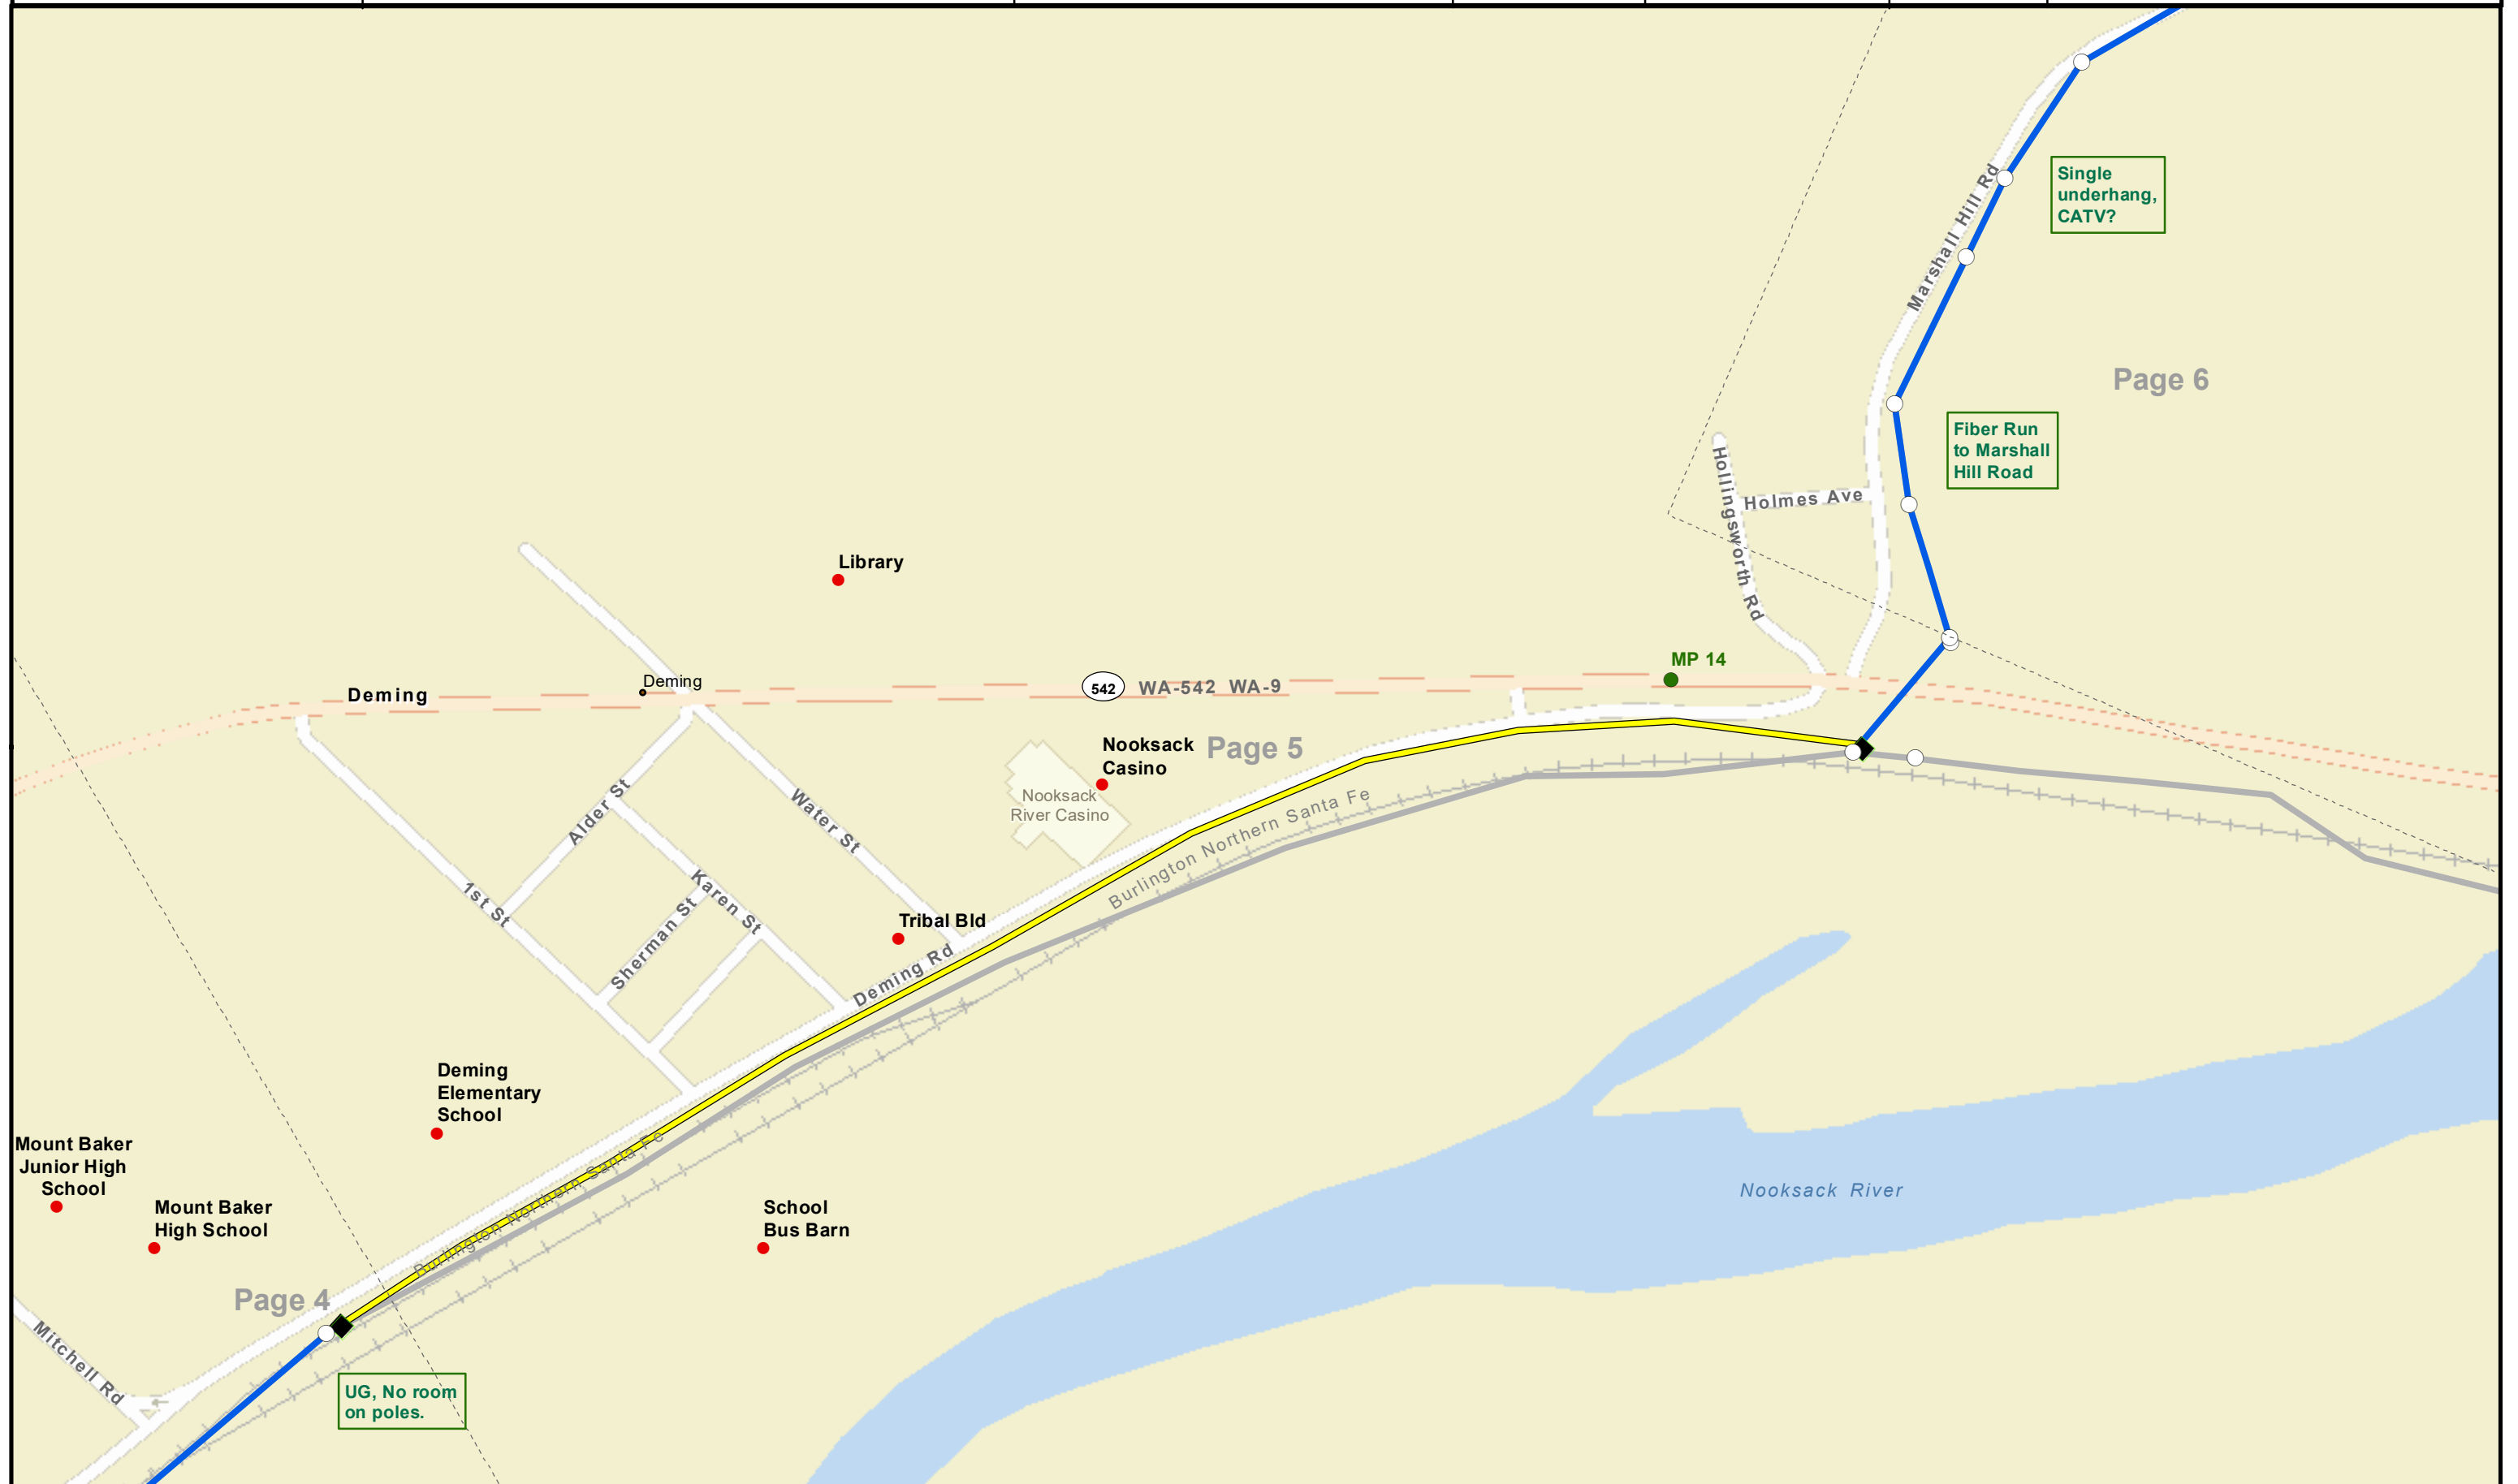 Single
underhang,
CATV?
Marshall Hill Rd
Page 6
Fiber Run
to Marshall
Hill Road
Hollingsworth Rd
Holmes Ave
Library
MP 14
Deming
Deming
542
WA-542 WA-9
Nooksack
Casino
Page 5
Nooksack
River Casino
Alder St
Water St
Burlington Northern Santa Fe
1st St
Karen St
Sherman St
Tribal Bld
Deming Rd
Deming
Elementary
School
Mount Baker
Junior High
School
Mount Baker
High School
Burlington Northern Santa Fe
School
Bus Barn
Nooksack River
Page 4
Mitchell Rd
UG, No room
on poles.